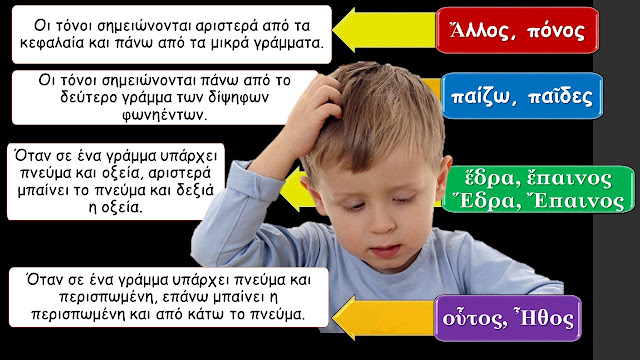 Οι τόνοι σημειώνονται αριστερά από τα
κεφαλαία και πάνω από τα μικρά γράμματα.
Ἄλλος, πόνος
Οι τόνοι σημειώνονται πάνω από το
δεύτερο γράμμα των δίψηφων
φωνηέντων.
παίζω, παῖδες
Όταν σε ένα γράμμα υπάρχει
πνεύμα και οξεία, αριστερά
μπαίνει το πνεύμα και δεξιά
η οξεία.
ἕδρα, ἔπαινος
Ἕδρα, Ἔπαινος
Όταν σε ένα γράμμα υπάρχει πνεύμα και
περισπωμένη, επάνω μπαίνει η
περισπωμένη και από κάτω το πνεύμα.
οὗτος, Ἦθος